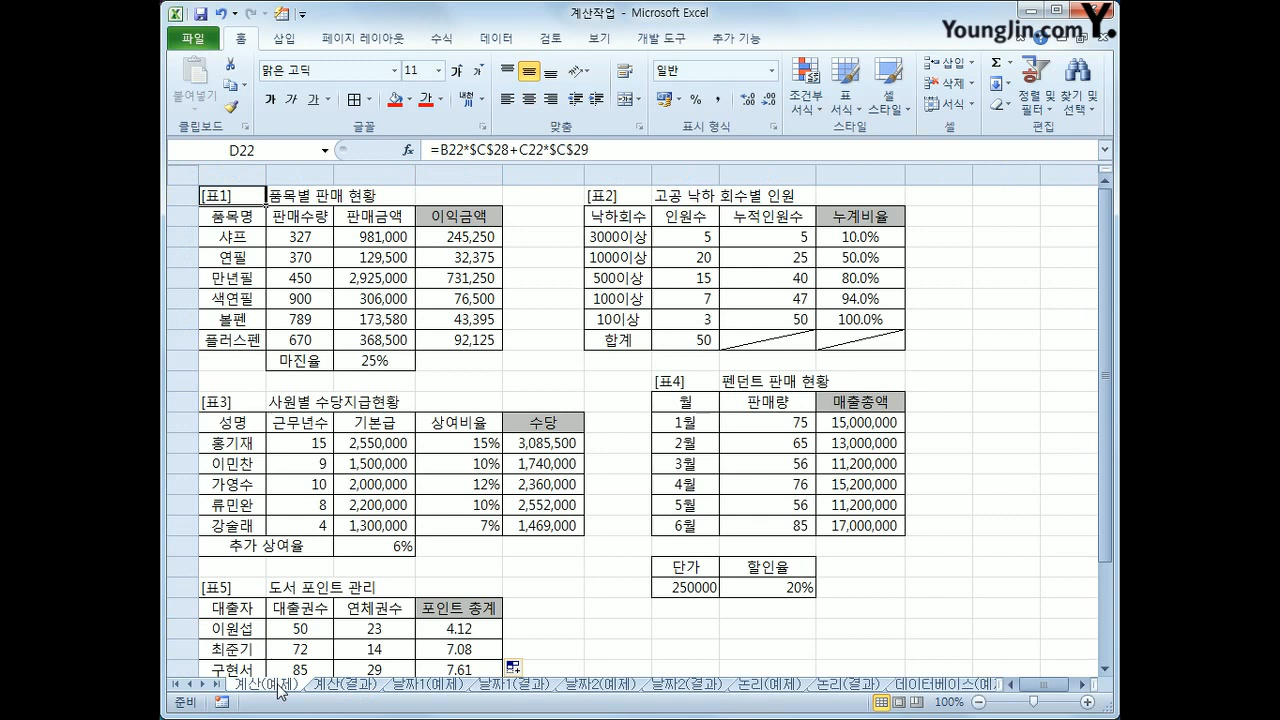 계산작업 - Microsoft Excel
YoungJin.com Y.
파일 홈 삽입 페이지 레이아웃 수식 데이터 검토 보기 개발 도구 추가 기능
붙여넣기 맑은 고딕 11 일반 조건부 서식 표 서식 셀 스타일 삽입 삭제 서식 정렬 및 필터 찾기 및 선택
클립보드 글꼴 맞춤 표시 형식 스타일 셀 편집
D22 fx =B22*$C$28+C22*$C$29
[표1] 품목별 판매 현황 [표2] 고공 낙하 회수별 인원
품목명 판매수량 판매금액 이익금액 낙하회수 인원수 누적인원수 누계비율
샤프 327 981,000 245,250 3000이상 5 5 10.0%
연필 370 129,500 32,375 1000이상 20 25 50.0%
만년필 450 2,925,000 731,250 500이상 15 40 80.0%
색연필 900 306,000 76,500 100이상 7 47 94.0%
볼펜 789 173,580 43,395 10이상 3 50 100.0%
플러스펜 670 368,500 92,125 합계 50
마진율 25%
[표4] 펜던트 판매 현황
[표3] 사원별 수당지급현황 월 판매량 매출총액
성명 근무년수 기본급 상여비율 수당 1월 75 15,000,000
홍기재 15 2,550,000 15% 3,085,500 2월 65 13,000,000
이민찬 9 1,500,000 10% 1,740,000 3월 56 11,200,000
가영수 10 2,000,000 12% 2,360,000 4월 76 15,200,000
류민완 8 2,200,000 10% 2,552,000 5월 56 11,200,000
강술래 4 1,300,000 7% 1,469,000 6월 85 17,000,000
추가 상여율 6%
단가 할인율
[표5] 도서 포인트 관리 250000 20%
대출자 대출권수 연체권수 포인트 총계
이원섭 50 23 4.12
최준기 72 14 7.08
구현서 85 29 7.61
계산(예제) 계산(결과) 날짜1(예제) 날짜1(결과) 날짜2(예제) 날짜2(결과) 논리(예제) 논리(결과) 데이터베이스(예
준비 100%